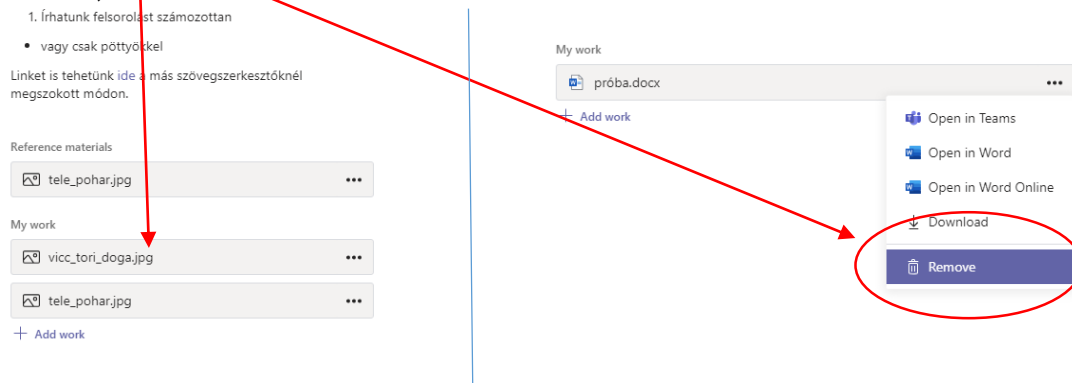 1. Írhatunk felsorolást számozottan
• vagy csak pöttyökkel
Linket is tehetünk ide a más szövegszerkesztőknél
megszokott módon.
Reference materials
tele_pohar.jpg
My work
vicc_tori_doga.jpg
tele_pohar.jpg
+ Add work
My work
próba.docx
+ Add work
Open in Teams
Open in Word
Open in Word Online
Download
Remove